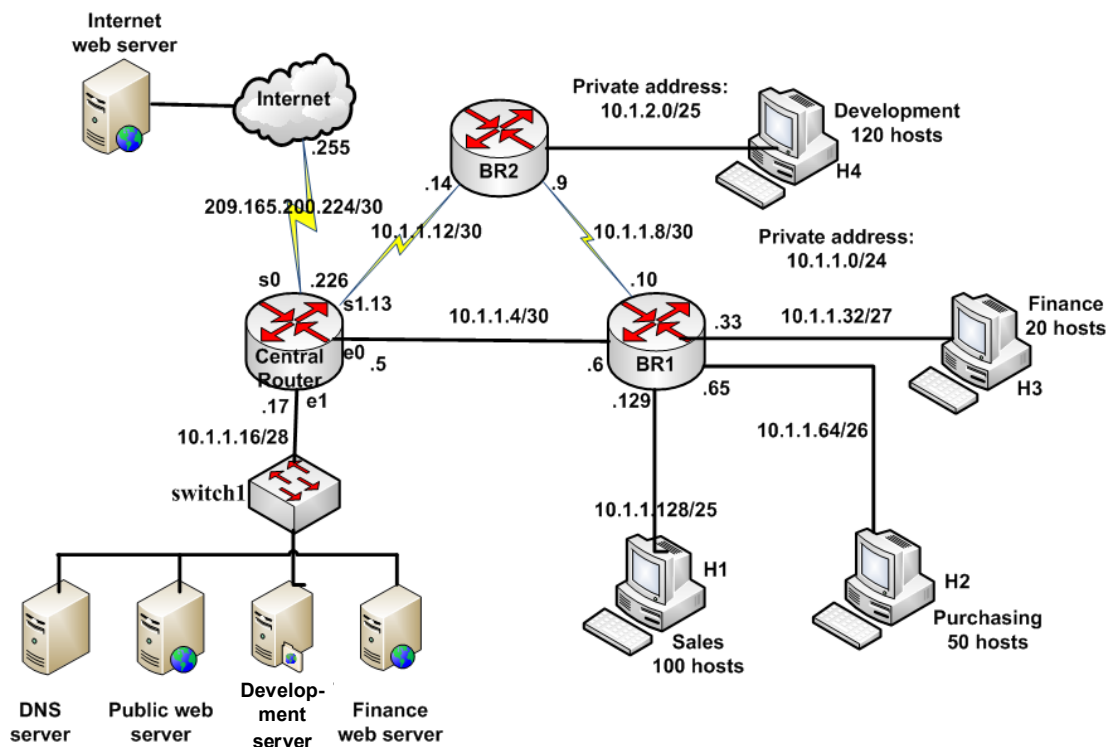 Internet
web server
Internet
.255
209.165.200.224/30
s0
.226
s1
.13
10.1.1.12/30
.14
BR2
.9
Private address:
10.1.2.0/25
Development
120 hosts
H4
10.1.1.8/30
Private address:
10.1.1.0/24
.10
Central
Router
e0
.5
10.1.1.4/30
.6
BR1
.33
10.1.1.32/27
Finance
20 hosts
H3
.65
.129
10.1.1.64/26
.17
e1
10.1.1.16/28
switch1
10.1.1.128/25
H1
Sales
100 hosts
H2
Purchasing
50 hosts
DNS
server
Public web
server
Develop-
ment
server
Finance
web server